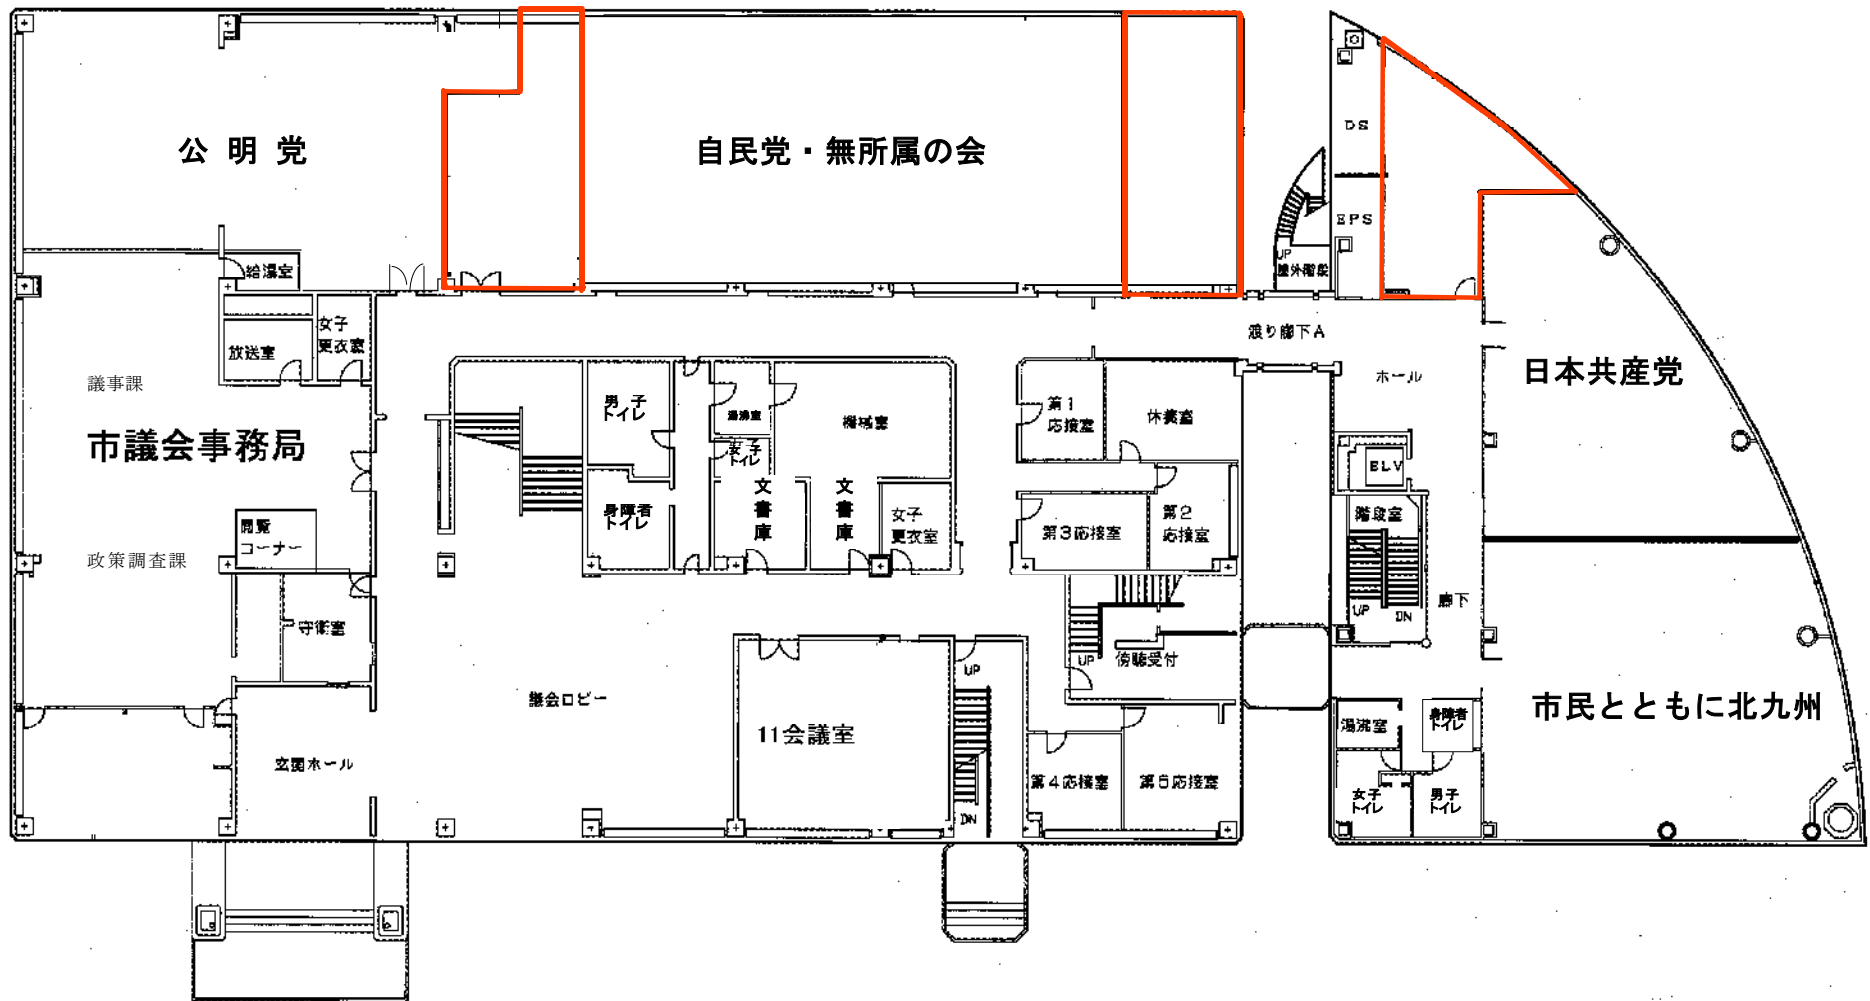 公 明 党
自民党・無所属の会
DS
EPS
UP
屋外階段
給湯室
放送室
女子
更衣室
渡り廊下A
議事課
市議会事務局
男子
トイレ
湯沸室
機械室
女子
トイレ
第1
応接室
休養室
ホール
日本共産党
ELV
身障者
トイレ
文書庫
文書庫
女子
更衣室
第3応接室
第2
応接室
階段室
UP
DN
廊下
閲覧
コーナー
政策調査課
守衛室
UP
UP
傍聴受付
議会ロビー
11会議室
玄関ホール
DN
第4応接室
第5応接室
市民とともに北九州
湯沸室
身障者
トイレ
女子
トイレ
男子
トイレ